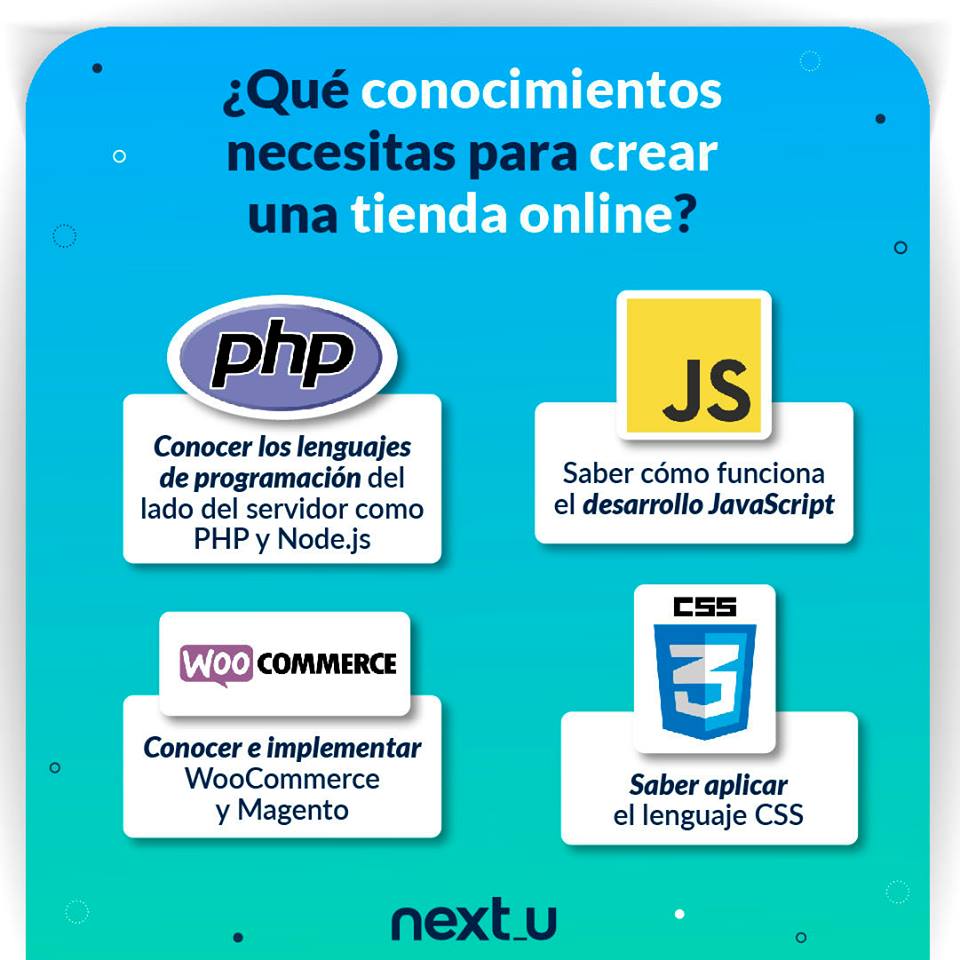 ¿Qué conocimientos
necesitas para crear
una tienda online?
php
Conocer los lenguajes
de programación del
lado del servidor como
PHP y Node.js
JS
Saber cómo funciona
el desarrollo JavaScript
WOO COMMERCE
Conocer e implementar
WooCommerce
y Magento
CSS
3
Saber aplicar
el lenguaje CSS
next_u